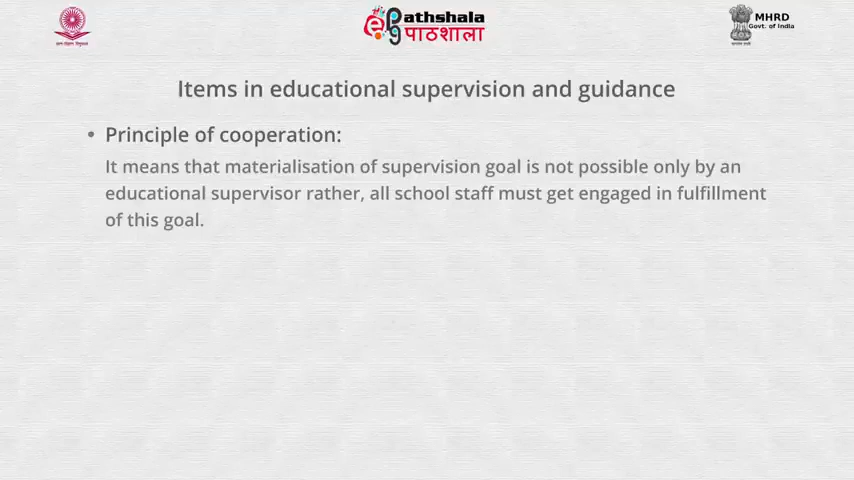 Pathshala
पाठशाला
MHRD
Govt. of India
Items in educational supervision and guidance
• Principle of cooperation:
It means that materialisation of supervision goal is not possible only by an
educational supervisor rather, all school staff must get engaged in fulfillment
of this goal.